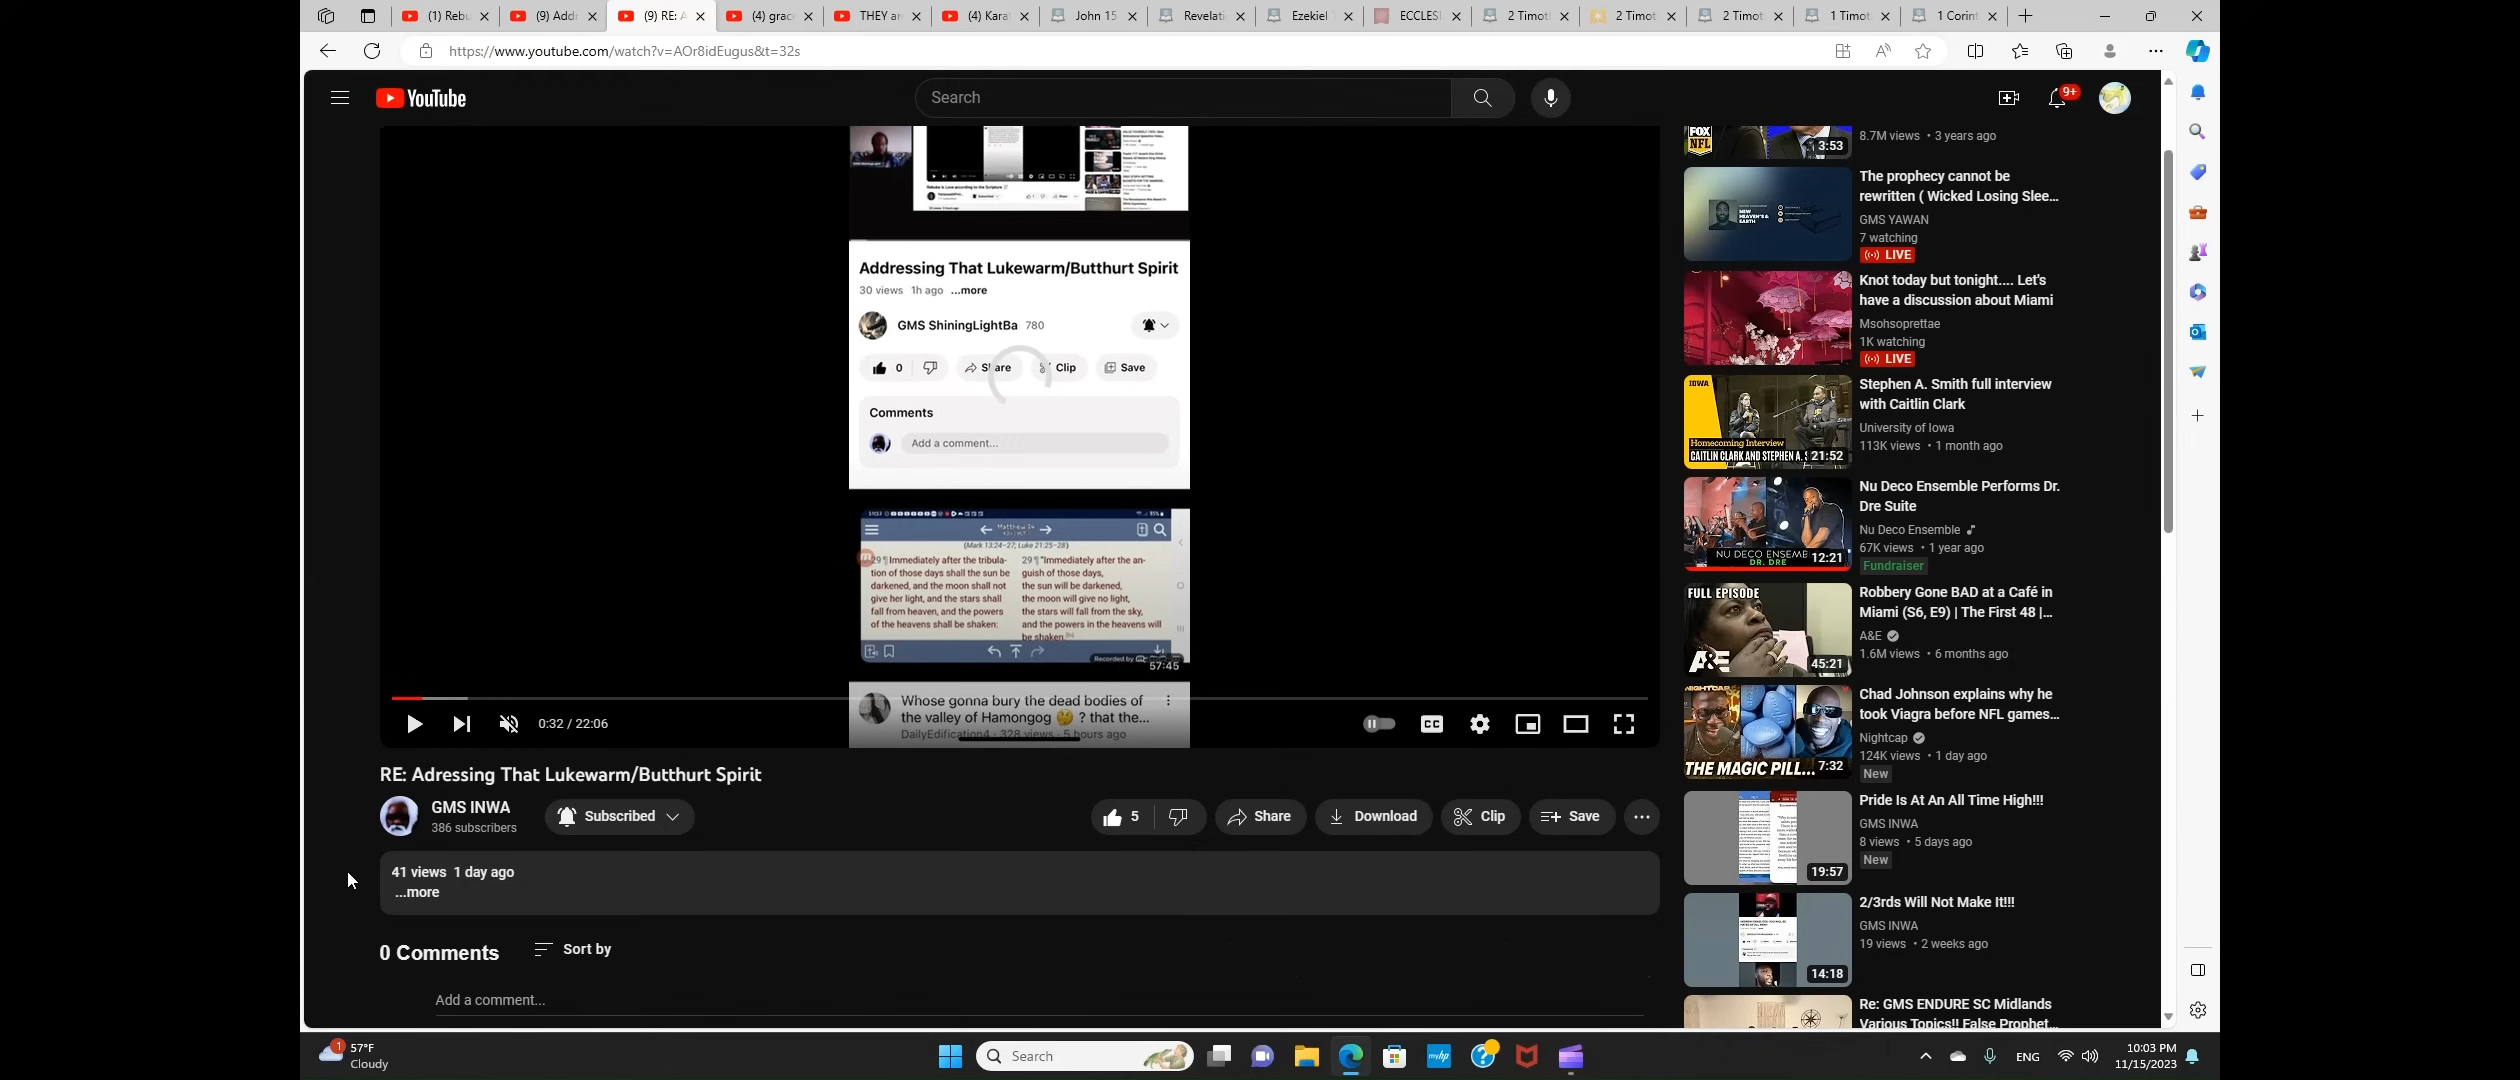 (1) Rebu
(9) Addr
(9) RE: A
(4) grac
THEY ar
(4) Karat
John 15
Revelati
Ezekiel
ECCLES
2 Timot
2 Timot
2 Timot
1 Timot
1 Corint
https://www.youtube.com/watch?v=AOr8idEugus&t=32s
YouTube
Search
9+
Addressing That Lukewarm/Butthurt Spirit
30 views 1h ago ...more
GMS ShiningLightBa 780
0
Share
Clip
Save
Comments
Add a comment...
Matthew 24
(Mark 13:24–27; Luke 21:25–28)
29 ¶ Immediately after the tribula-
tion of those days shall the sun be
darkened, and the moon shall not
give her light, and the stars shall
fall from heaven, and the powers
of the heavens shall be shaken:
29 ¶ "Immediately after the an-
guish of those days,
the sun will be darkened,
the moon will give no light,
the stars will fall from the sky,
and the powers in the heavens will
be shaken.
Recorded by
57:45
Whose gonna bury the dead bodies of
the valley of Hamongog 🤔 ? that the...
DailyEdification4 · 328 views · 5 hours ago
0:32 / 22:06
CC
RE: Adressing That Lukewarm/Butthurt Spirit
GMS INWA
386 subscribers
Subscribed
5
Share
Download
Clip
Save
41 views 1 day ago
...more
0 Comments
Sort by
Add a comment...
FOX
NFL
3:53
8.7M views • 3 years ago
NEW
HEAVEN'S &
EARTH
The prophecy cannot be
rewritten ( Wicked Losing Slee...
GMS YAWAN
7 watching
LIVE
Knot today but tonight.... Let's
have a discussion about Miami
Msohsoprettae
1K watching
LIVE
IOWA
Homecoming Interview
CAITLIN CLARK AND STEPHEN A. S
21:52
Stephen A. Smith full interview
with Caitlin Clark
University of Iowa
113K views • 1 month ago
NU DECO ENSEMB
DR. DRE
12:21
Nu Deco Ensemble Performs Dr.
Dre Suite
Nu Deco Ensemble
67K views • 1 year ago
Fundraiser
FULL EPISODE
A&E
45:21
Robbery Gone BAD at a Café in
Miami (S6, E9) | The First 48 |...
A&E
1.6M views • 6 months ago
NIGHTCAP
THE MAGIC PILL...
7:32
Chad Johnson explains why he
took Viagra before NFL games...
Nightcap
124K views • 1 day ago
New
19:57
Pride Is At An All Time High!!!
GMS INWA
8 views • 5 days ago
New
14:18
2/3rds Will Not Make It!!!
GMS INWA
19 views • 2 weeks ago
Re: GMS ENDURE SC Midlands
Various Topics!! False Prophet...
1
57°F
Cloudy
Search
myhp
ENG
10:03 PM
11/15/2023